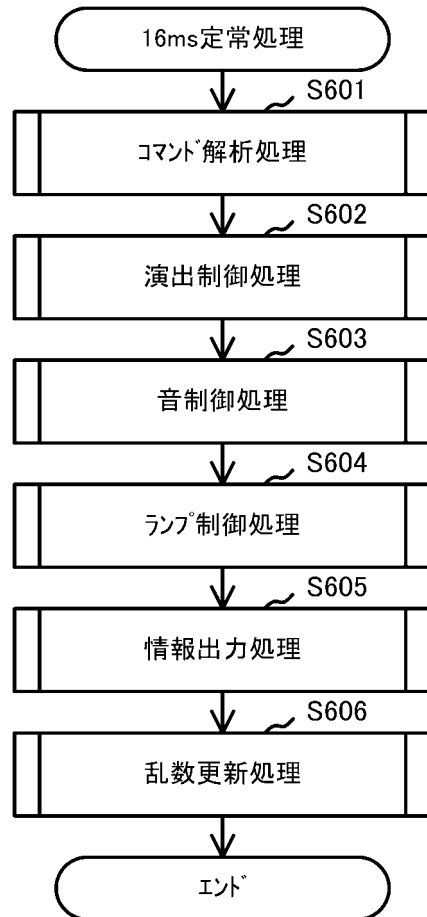 16ms定常処理
S601
コマンド解析処理
S602
演出制御処理
S603
音制御処理
S604
ランプ制御処理
S605
情報出力処理
S606
乱数更新処理
エンド